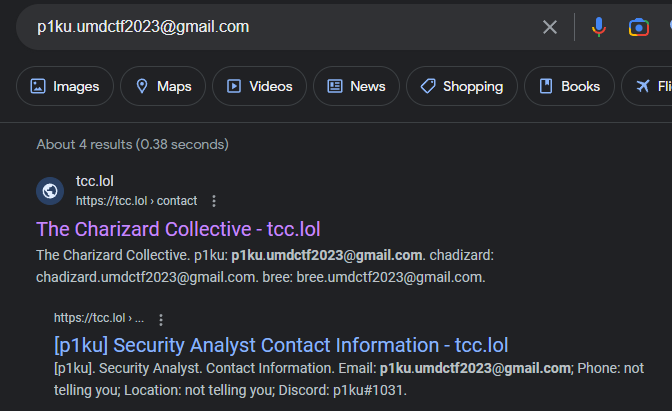 p1ku.umdctf2023@gmail.com
Images Maps Videos News Shopping Books
About 4 results (0.38 seconds)
tcc.lol
https://tcc.lol › contact
The Charizard Collective - tcc.lol
The Charizard Collective. p1ku: p1ku.umdctf2023@gmail.com. chadizard:
chadizard.umdctf2023@gmail.com. bree: bree.umdctf2023@gmail.com.
https://tcc.lol › ...
[p1ku] Security Analyst Contact Information - tcc.lol
[p1ku]. Security Analyst. Contact Information. Email: p1ku.umdctf2023@gmail.com; Phone: not
telling you; Location: not telling you; Discord: p1ku#1031.